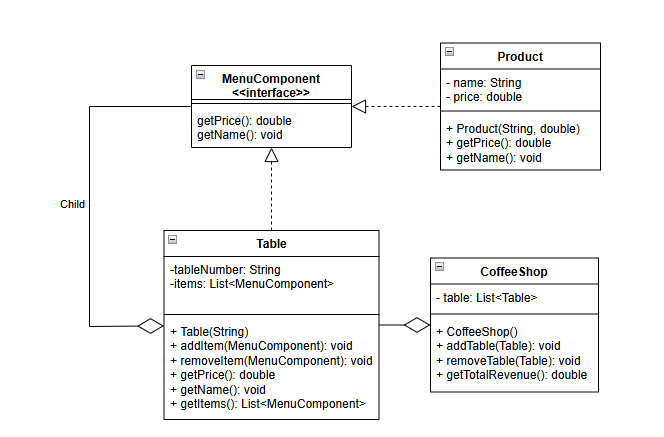 MenuComponent
<<interface>>
getPrice(): double
getName(): void
Product
- name: String
- price: double
+ Product(String, double)
+ getPrice(): double
+ getName(): void
Child
Table
-tableNumber: String
-items: List<MenuComponent>
+ Table(String)
+ addItem(MenuComponent): void
+ removeItem(MenuComponent): void
+ getPrice(): double
+ getName(): void
+ getItems(): List<MenuComponent>
CoffeeShop
- table: List<Table>
+ CoffeeShop()
+ addTable(Table): void
+ removeTable(Table): void
+ getTotalRevenue(): double